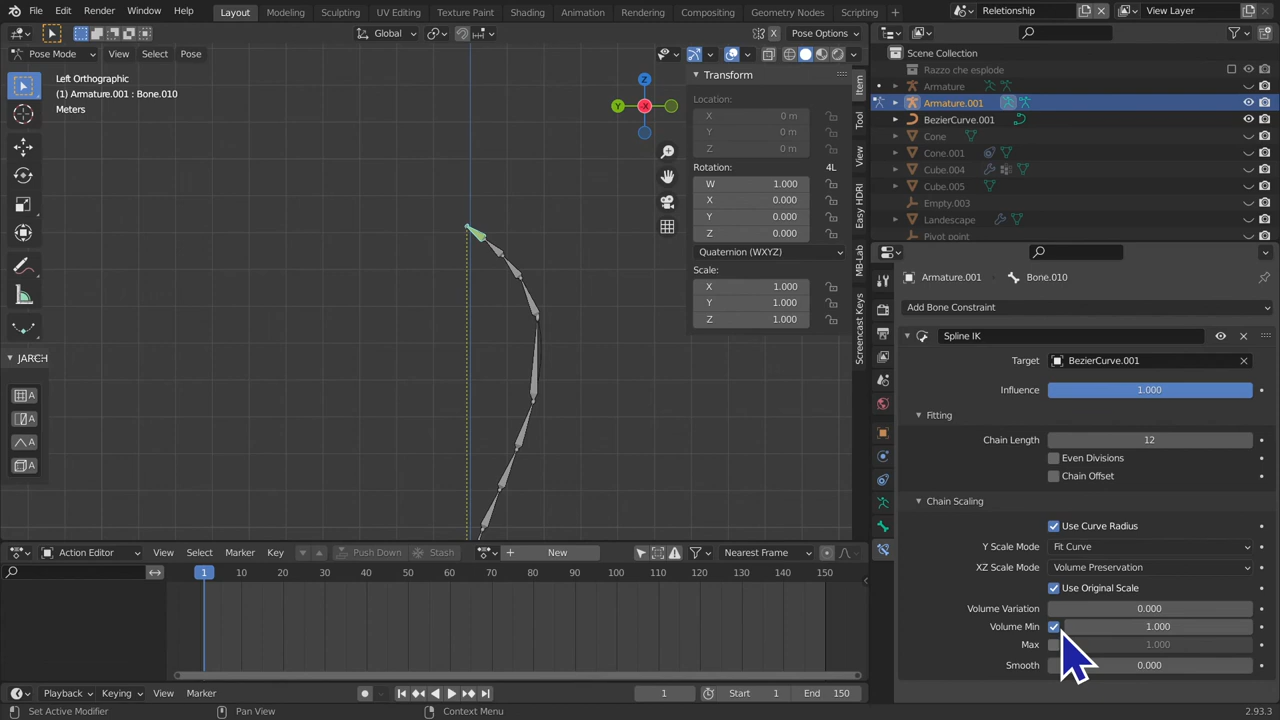 File Edit Render Window Help Layout Modeling Sculpting UV Editing Texture Paint Shading Animation Rendering Compositing Geometry Nodes Scripting + Relationship View Layer
Global Pose Options
Pose Mode View Select Pose
Left Orthographic
(1) Armature.001 : Bone.010
Meters
JARCH
A
A
A
A
Z
Y
-X
Transform
Location:
X 0 m
Y 0 m
Z 0 m
Rotation: 4L
W 1.000
X 0.000
Y 0.000
Z 0.000
Quaternion (WXYZ)
Scale:
X 1.000
Y 1.000
Z 1.000
Item
Tool
View
Easy HDRI
MB-Lab
Screencast Keys
Scene Collection
Razzo che esplode
Armature
Armature.001
BezierCurve.001
Cone
Cone.001
Cube.004
Cube.005
Empty.003
Landscape
Pivot point
Armature.001 Bone.010
Add Bone Constraint
Spline IK
Target BezierCurve.001
Influence 1.000
Fitting
Chain Length 12
Even Divisions
Chain Offset
Chain Scaling
Use Curve Radius
Y Scale Mode Fit Curve
XZ Scale Mode Volume Preservation
Use Original Scale
Volume Variation 0.000
Volume Min 1.000
Max 1.000
Smooth 0.000
Action Editor View Select Marker Key Push Down Stash + New Nearest Frame
1 10 20 30 40 50 60 70 80 90 100 110 120 130 140 150
Playback Keying View Marker 1 Start 1 End 150
Set Active Modifier Pan View Context Menu 2.93.3